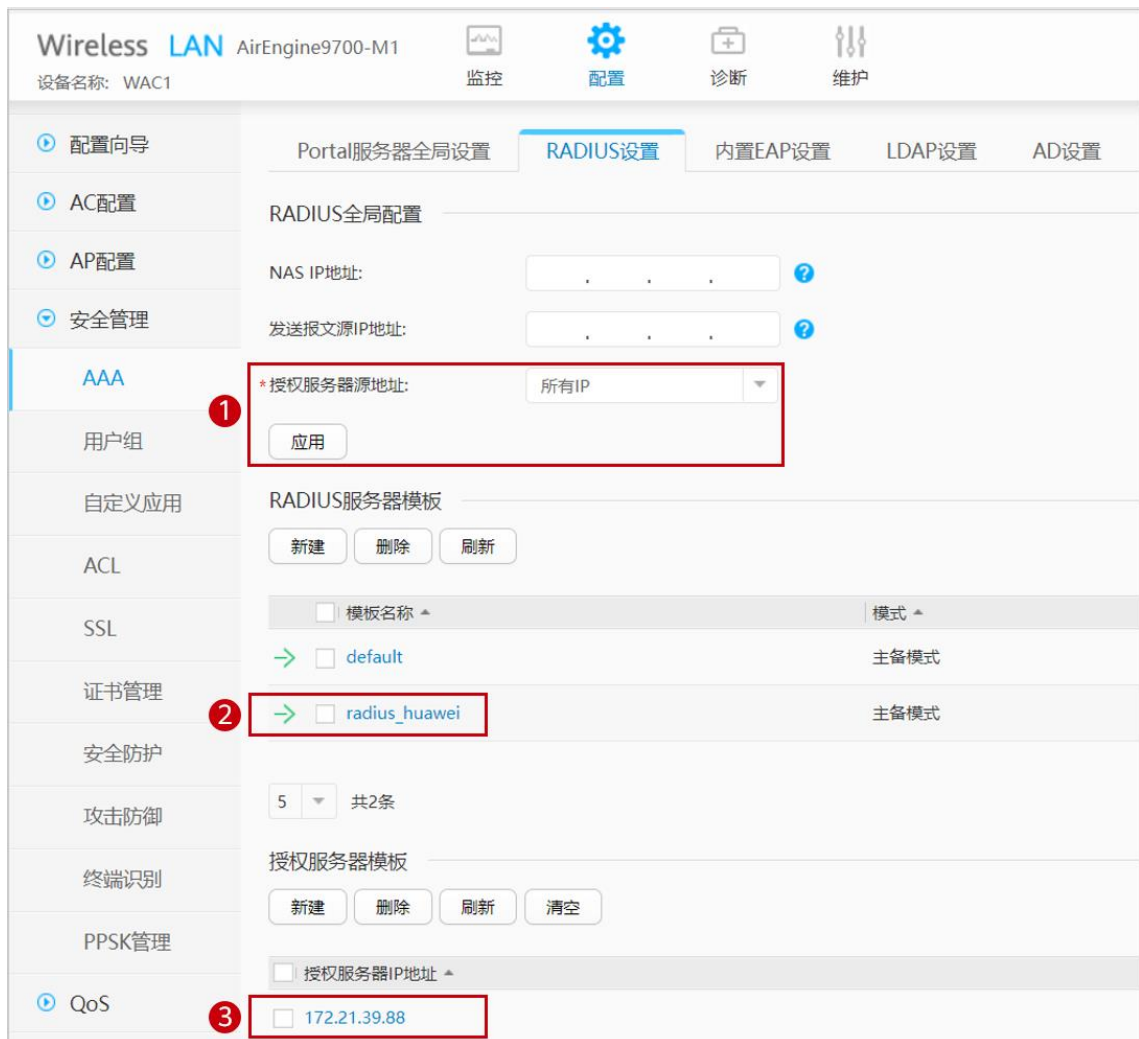 Wireless LAN AirEngine9700-M1
设备名称: WAC1
监控 配置 诊断 维护
配置向导
AC配置
AP配置
安全管理
AAA
用户组
自定义应用
ACL
SSL
证书管理
安全防护
攻击防御
终端识别
PPSK管理
QoS
Portal服务器全局设置 RADIUS设置 内置EAP设置 LDAP设置 AD设置
RADIUS全局配置
NAS IP地址: . . . ?
发送报文源IP地址: . . . ?
1
*授权服务器源地址: 所有IP
应用
RADIUS服务器模板
新建 删除 刷新
模板名称 模式
default 主备模式
2
radius_huawei 主备模式
5 共2条
授权服务器模板
新建 删除 刷新 清空
授权服务器IP地址
3
172.21.39.88